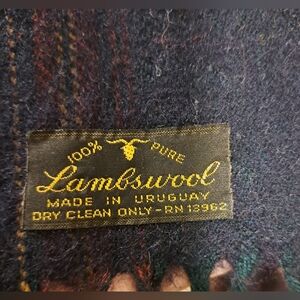 100% PURE
Lambswool
MADE IN URUGUAY
DRY CLEAN ONLY - RN 13962